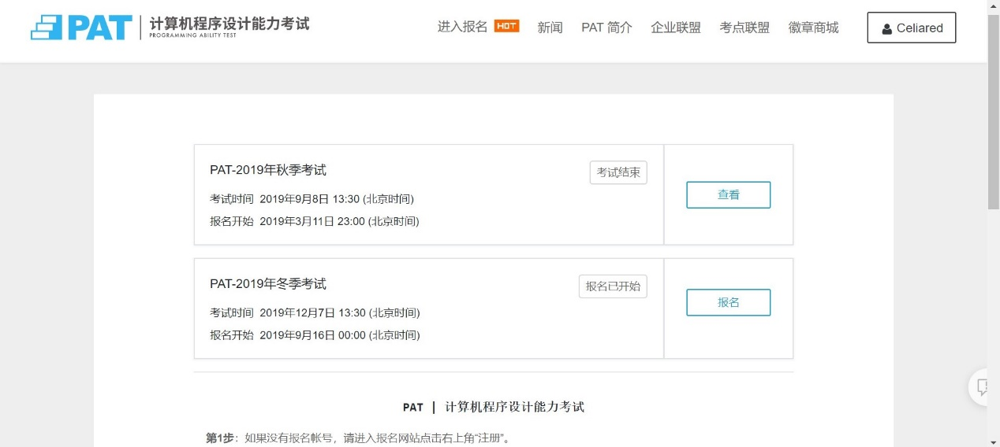 PAT 计算机程序设计能力考试
PROGRAMMING ABILITY TEST
进入报名 HOT 新闻 PAT 简介 企业联盟 考点联盟 徽章商城 Celiared
PAT-2019年秋季考试 考试结束
考试时间 2019年9月8日 13:30 (北京时间)
查看
报名开始 2019年3月11日 23:00 (北京时间)
PAT-2019年冬季考试 报名已开始
报名
考试时间 2019年12月7日 13:30 (北京时间)
报名开始 2019年9月16日 00:00 (北京时间)
PAT | 计算机程序设计能力考试
第1步：如果没有报名帐号，请进入报名网站点击右上角“注册”。